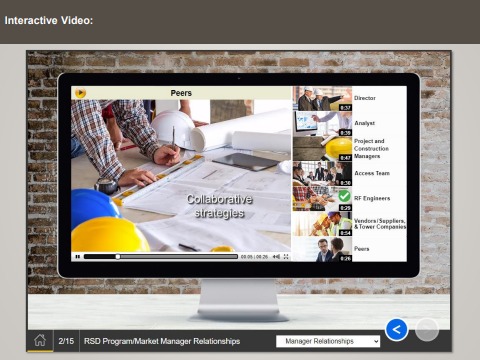 Interactive Video:
Peers
Director
0:37
Analyst
0:39
Project and
Construction
Managers
0:47
Access Team
0:38
RF Engineers
0:29
Vendors/Suppliers,
& Tower Companies
0:54
Peers
0:26
Collaborative
strategies
00:05 / 00:26
2/15
RSD Program/Market Manager Relationships
Manager Relationships